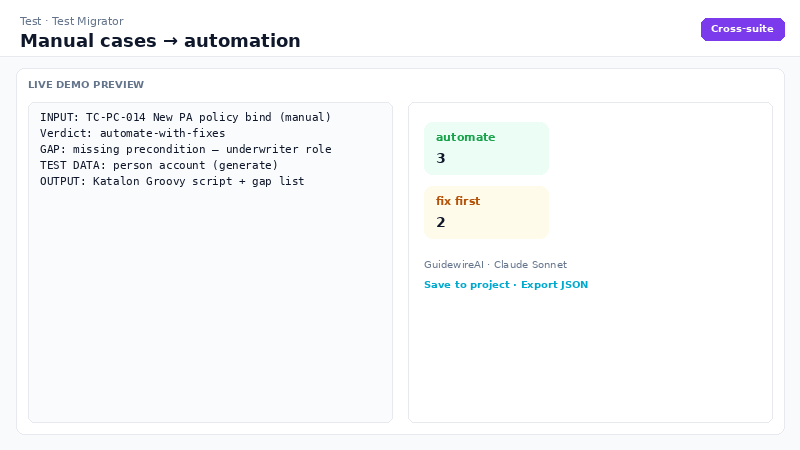 Test · Test Migrator
Manual cases → automation
Cross-suite
LIVE DEMO PREVIEW
INPUT: TC-PC-014 New PA policy bind (manual)
Verdict: automate-with-fixes
GAP: missing precondition — underwriter role
TEST DATA: person account (generate)
OUTPUT: Katalon Groovy script + gap list
automate
3
fix first
2
GuidewireAI · Claude Sonnet
Save to project · Export JSON